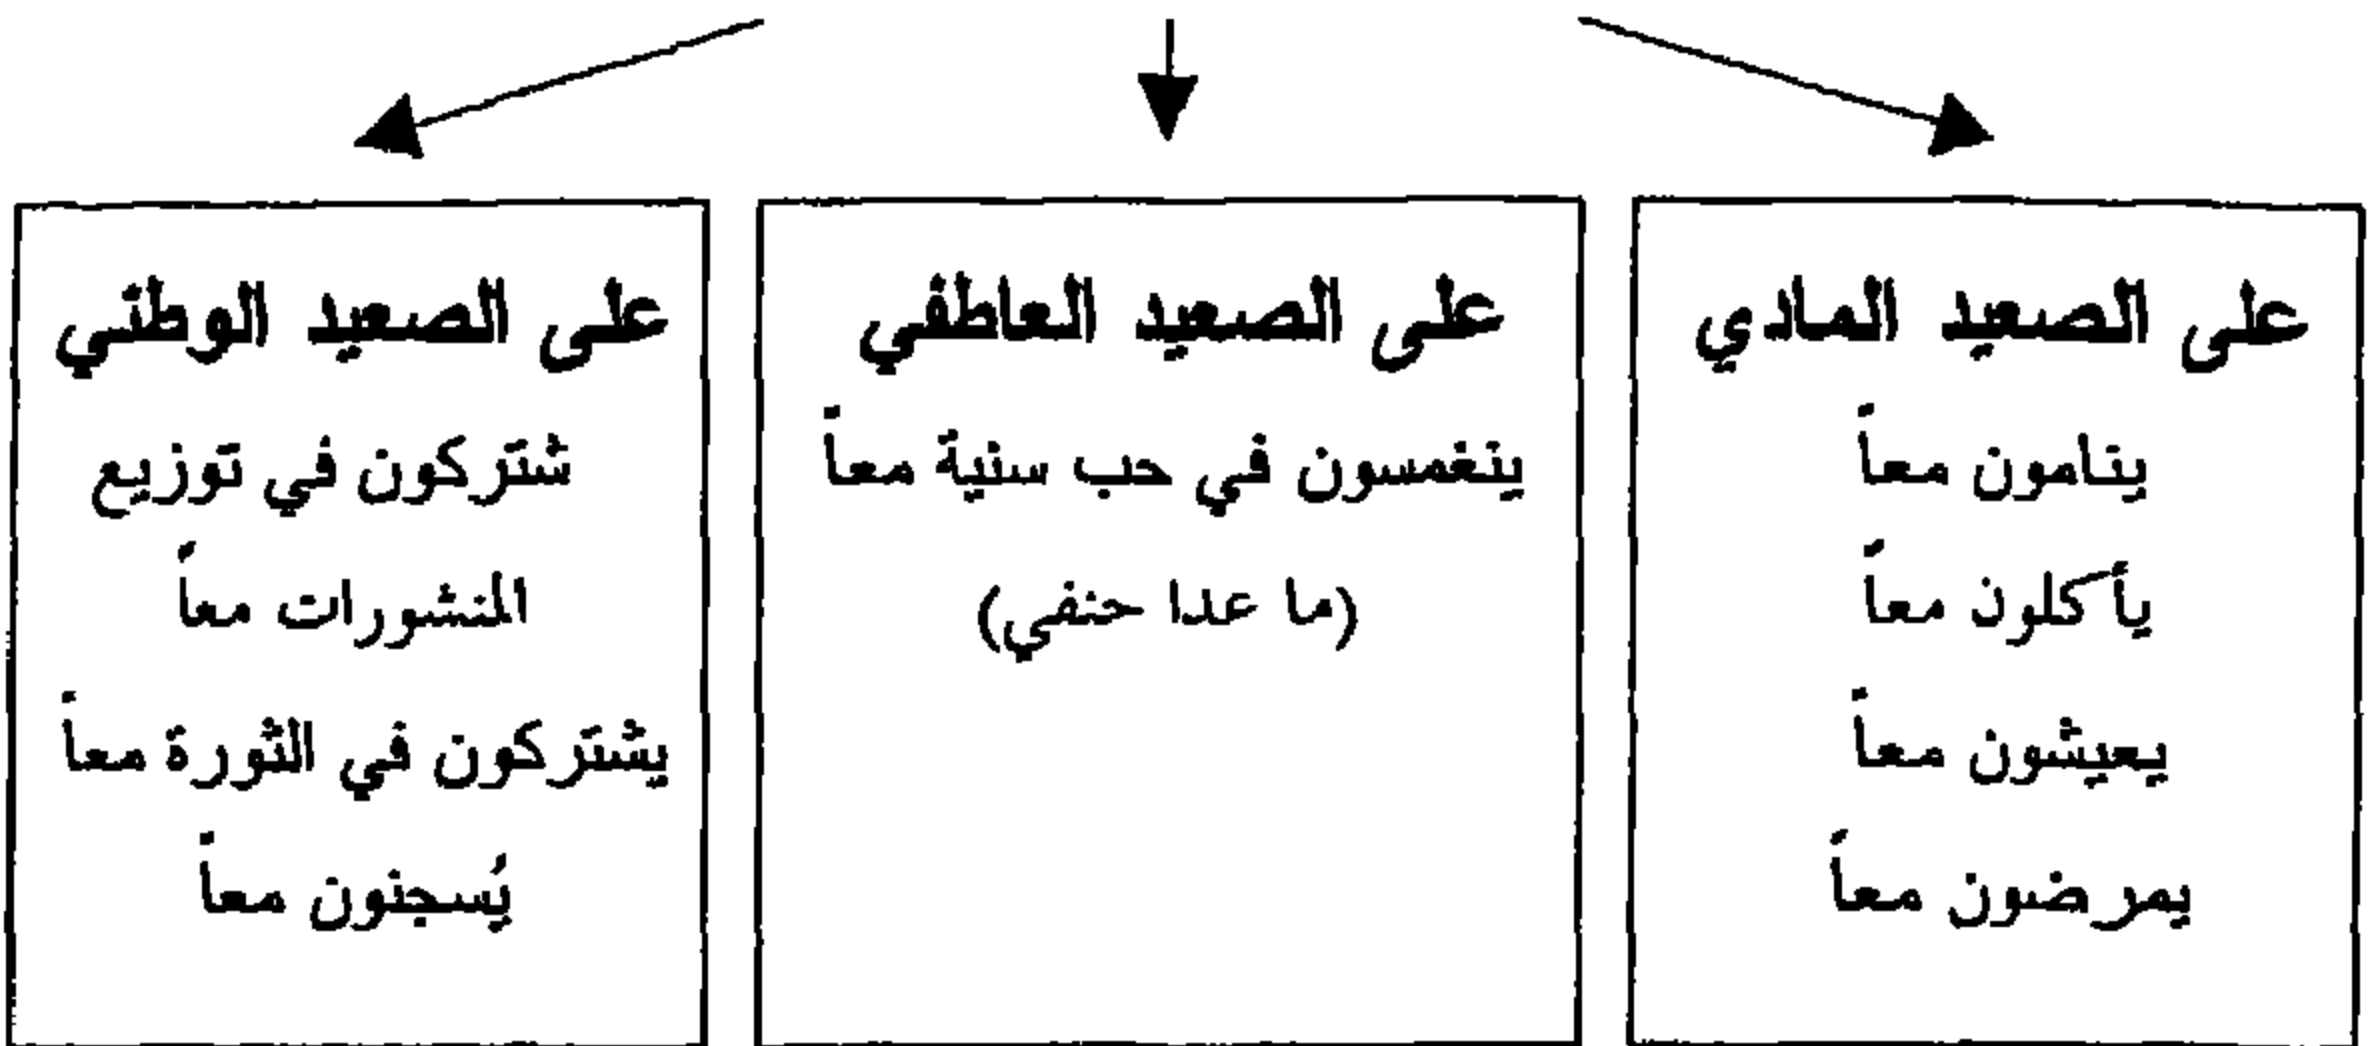 على الصعيد المادي
ينامون معاً
يأكلون معاً
يعيشون معاً
يمرضون معاً
على الصعيد العاطفي
ينغمسون في حب سنية معاً
(ما عدا حنفي)
على الصعيد الوطني
شتركون في توزيع
المنشورات معاً
يشتركون في الثورة معاً
يُسجنون معاً